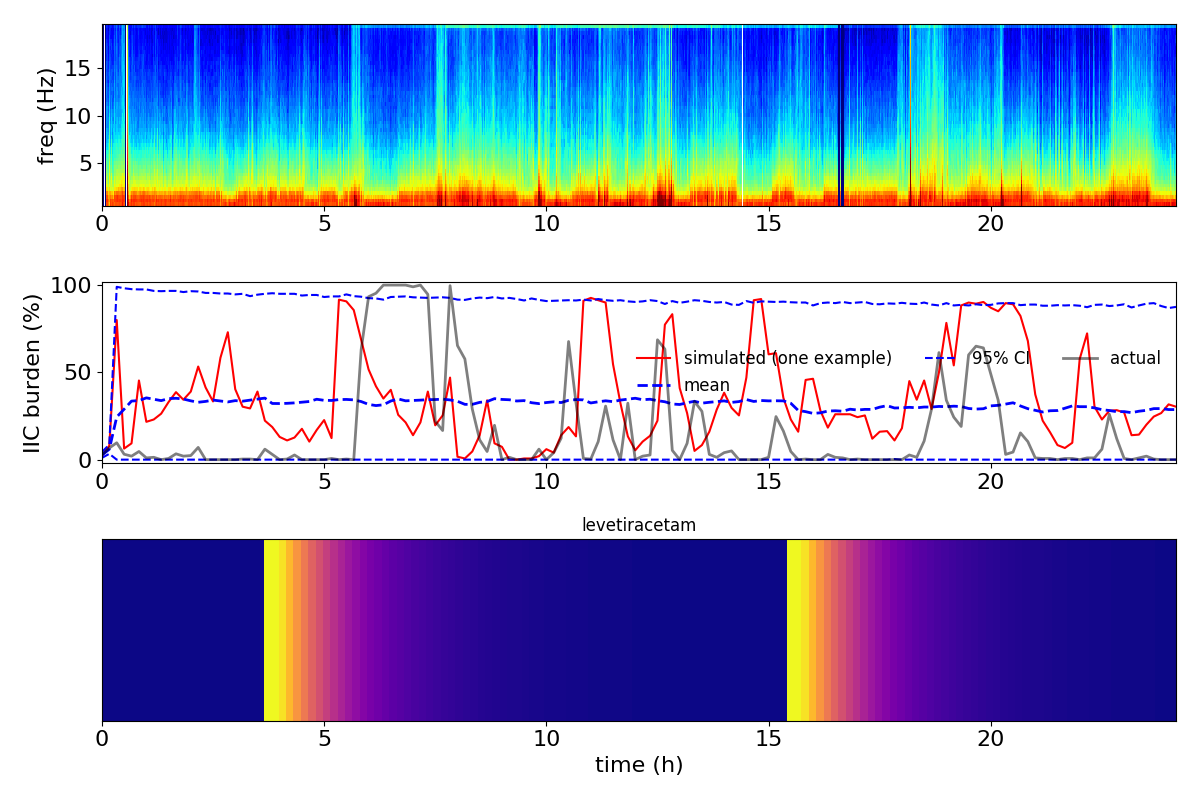 freq (Hz)
15
10
5
0 5 10 15 20
IIC burden (%)
100
50
0
simulated (one example) 95% CI actual
mean
0 5 10 15 20
levetiracetam
0 5 10 15 20
time (h)